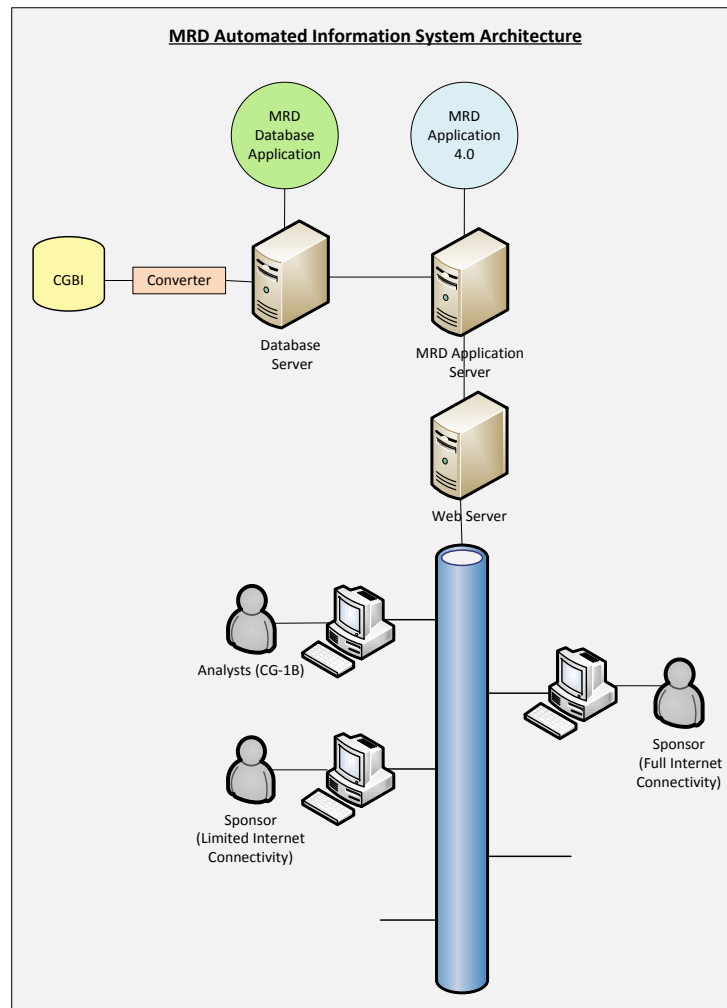 MRD Automated Information System Architecture
MRD
Database
Application
MRD
Application
4.0
CGBI
Converter
Database
Server
MRD Application
Server
Web Server
Analysts (CG-1B)
Sponsor
(Full Internet
Connectivity)
Sponsor
(Limited Internet
Connectivity)